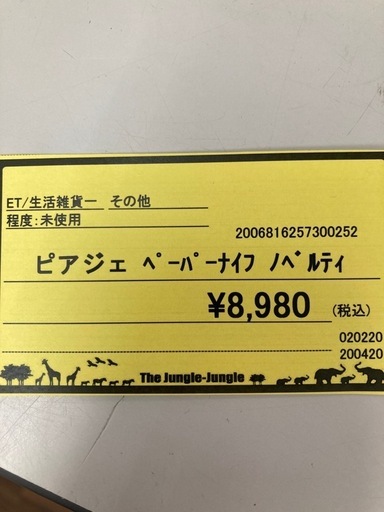 ET/生活雑貨ー その他
程度:未使用
2006816257300252
ピアジェ ﾍﾟｰﾊﾟｰﾅｲﾌ ﾉﾍﾞﾙﾃｨ
¥8,980 (税込)
020220
200420
The Jungle-Jungle